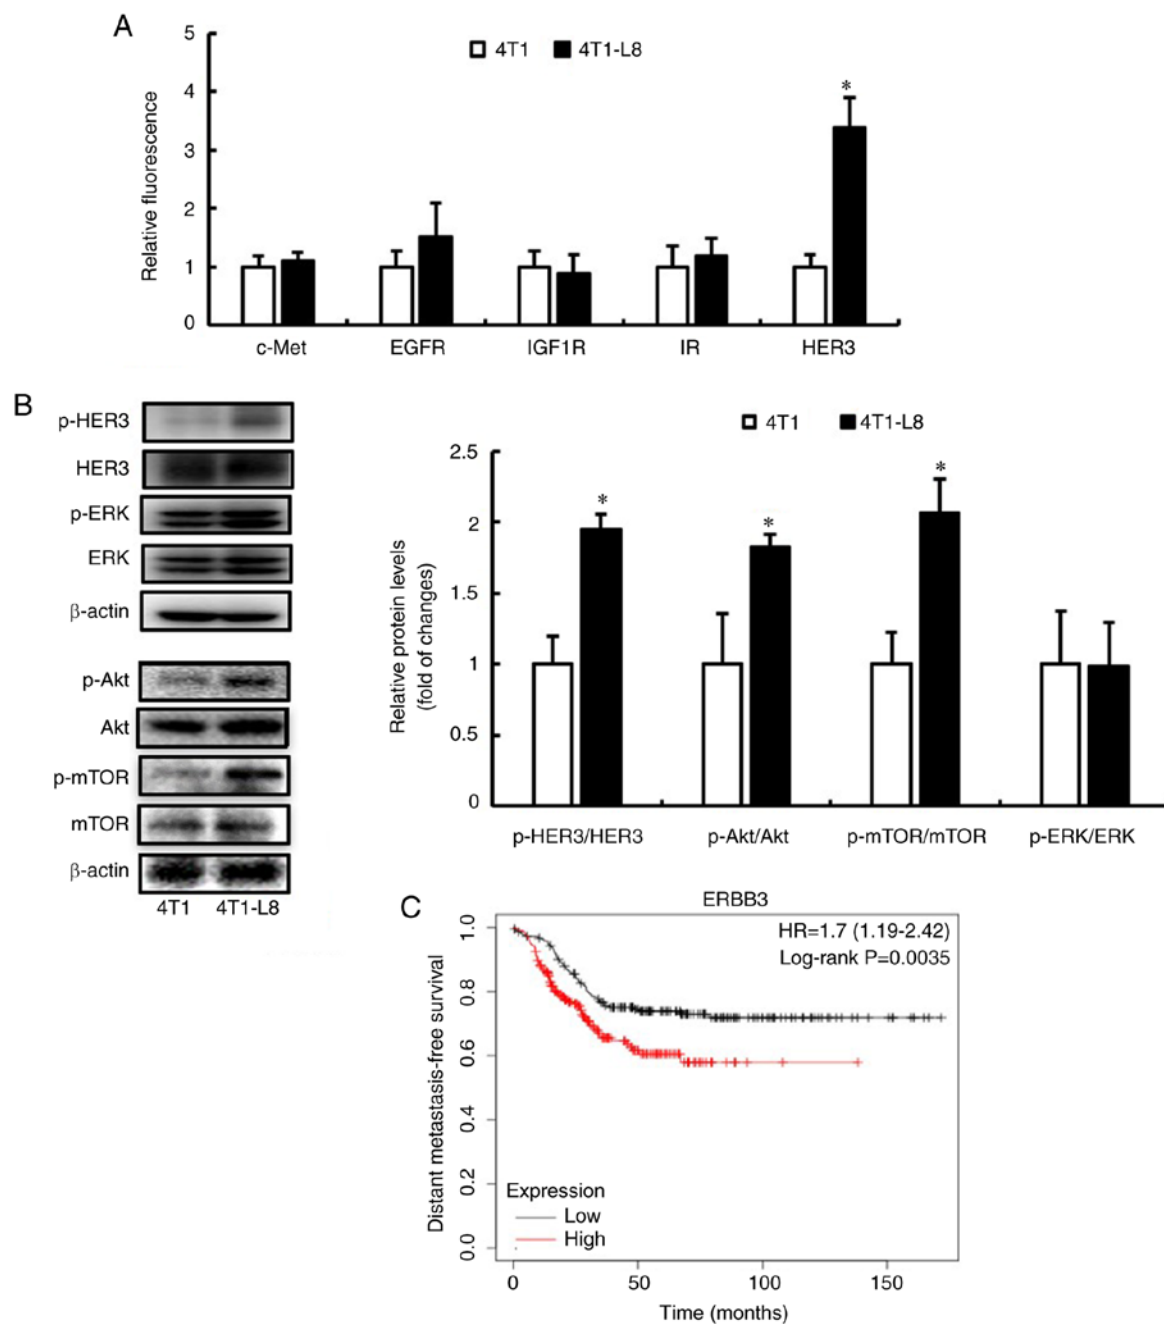 A
4T1 4T1-L8
Relative fluorescence
5
4
3
2
1
0
*
c-Met EGFR IGF1R IR HER3
B
p-HER3
HER3
p-ERK
ERK
β-actin
p-Akt
Akt
p-mTOR
mTOR
β-actin
4T1 4T1-L8
4T1 4T1-L8
Relative protein levels
(fold of changes)
2.5
2
1.5
1
0.5
0
* * *
p-HER3/HER3 p-Akt/Akt p-mTOR/mTOR p-ERK/ERK
C
ERBB3
HR=1.7 (1.19-2.42)
Log-rank P=0.0035
Distant metastasis-free survival
1.0
0.8
0.6
0.4
0.2
0.0
Expression
Low
High
0 50 100 150
Time (months)